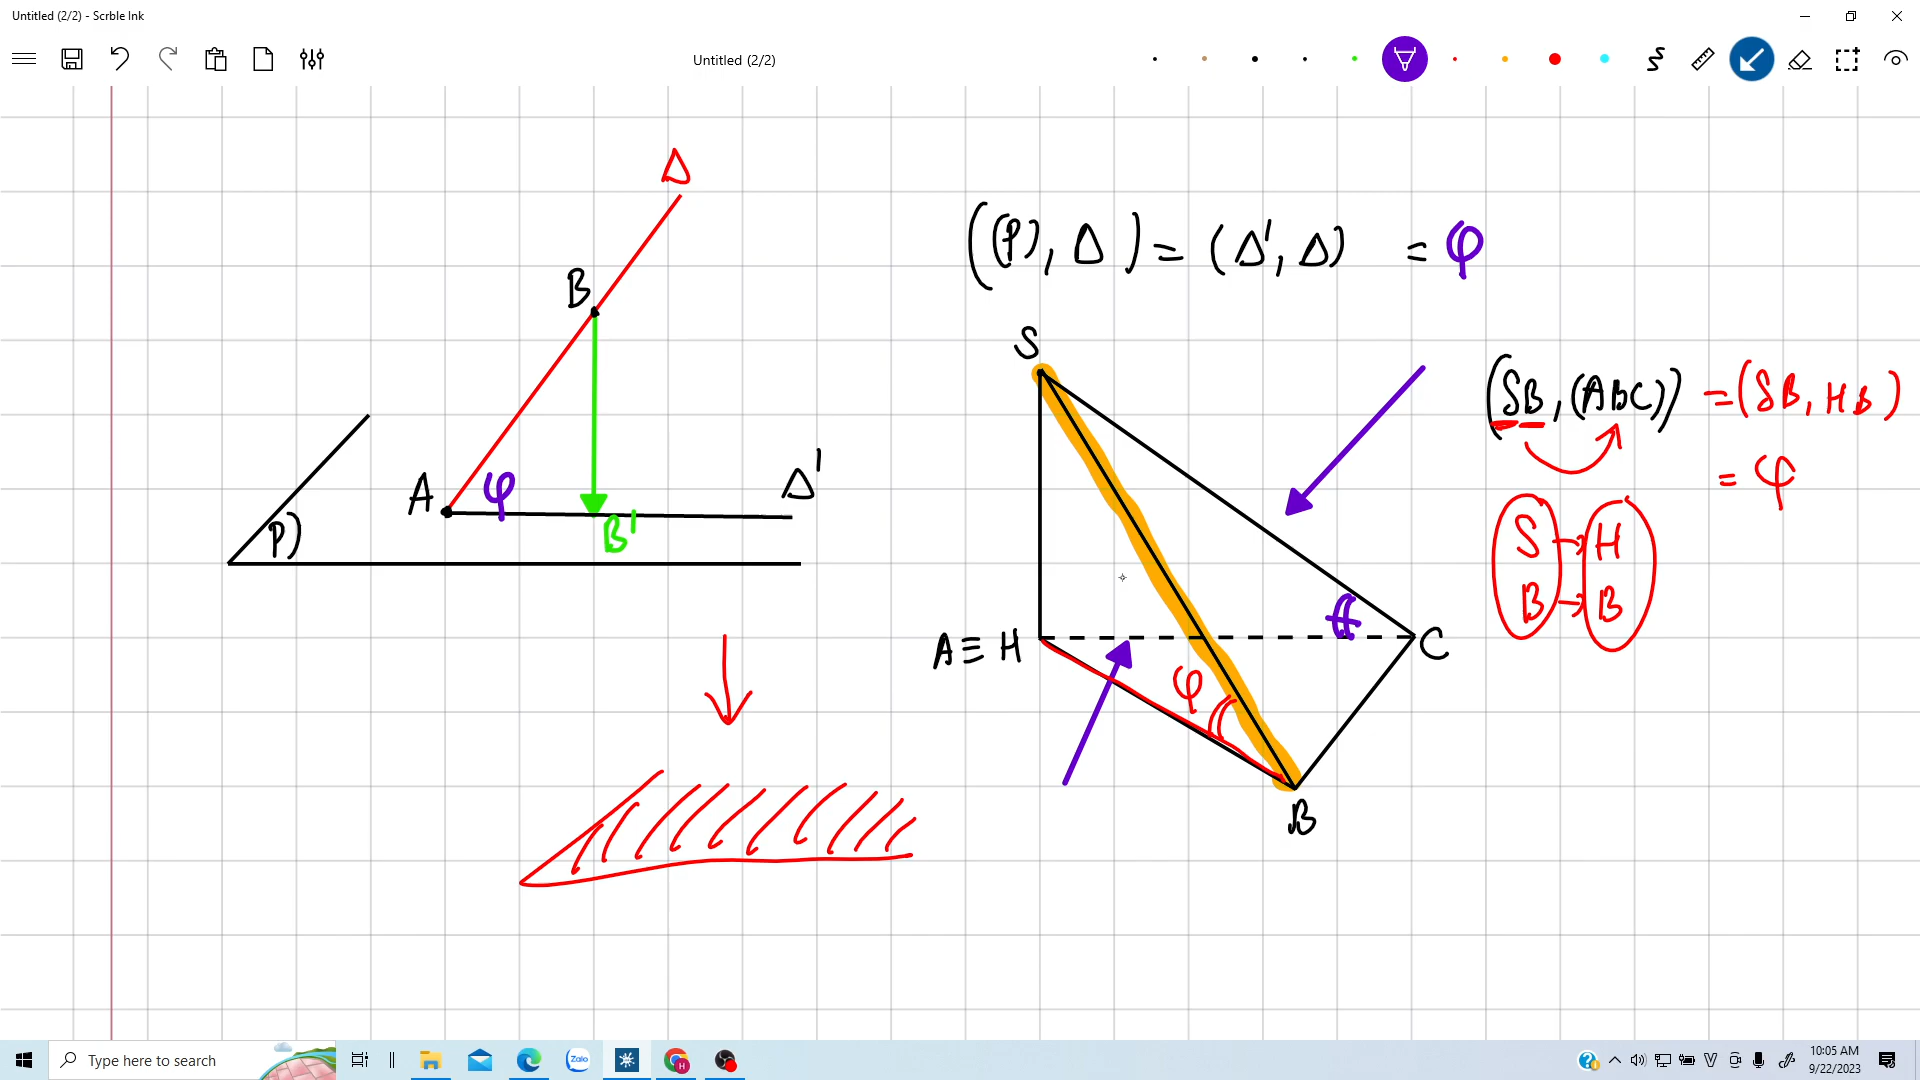 Untitled (2/2) - Scrble Ink
Untitled (2/2)
Δ
((P), Δ) = (Δ', Δ) = φ
B
S
(SB, (ABC)) = (SB, HB)
= φ
A
φ
Δ'
P)
B'
S → H
B → B
A ≡ H
C
φ
B
Type here to search
Zalo
H
10:05 AM
9/22/2023